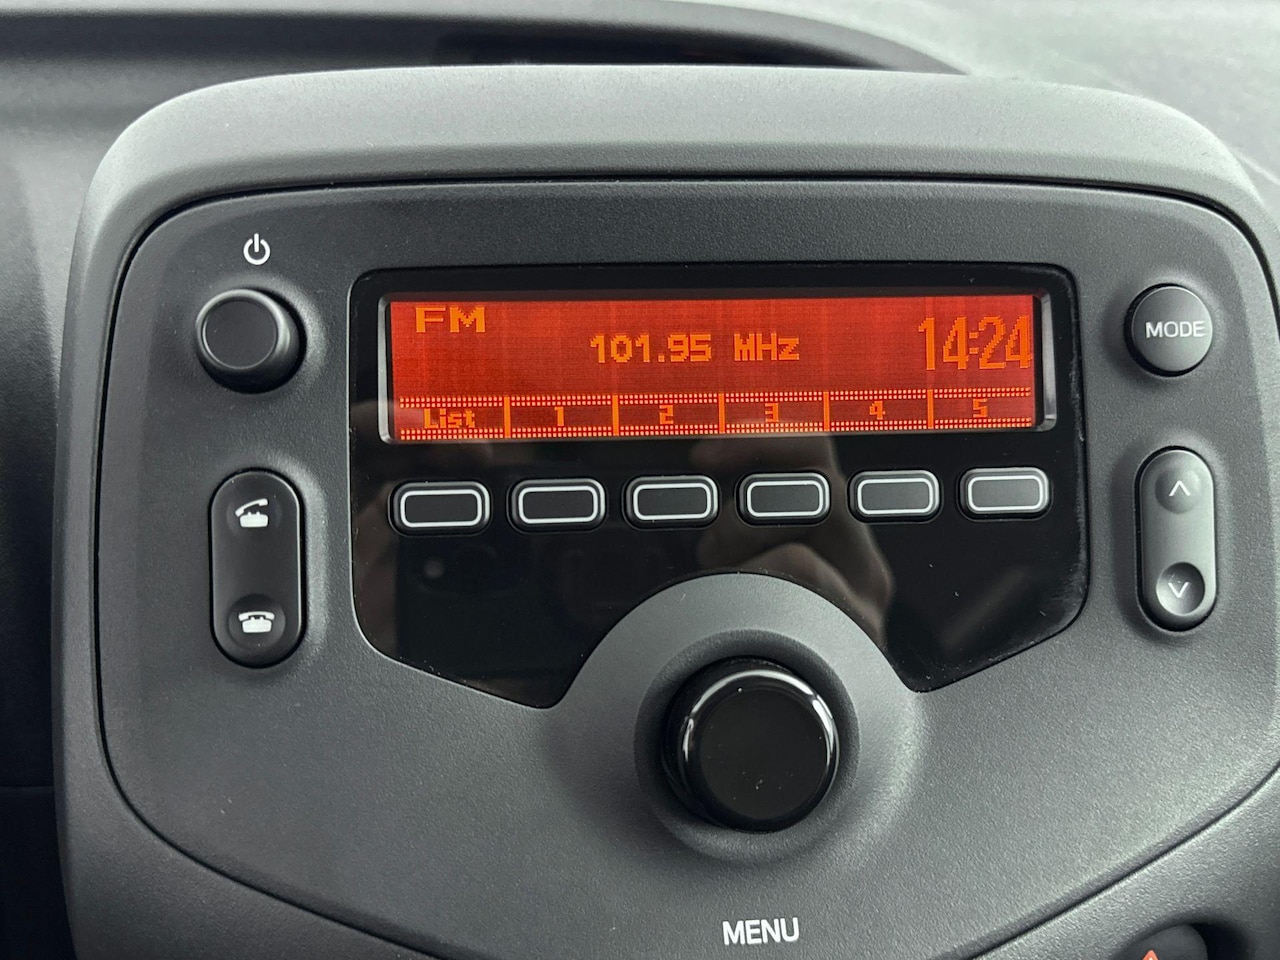 FM
101.95 MHz
14:24
MODE
List 1 2 3 4 5
MENU